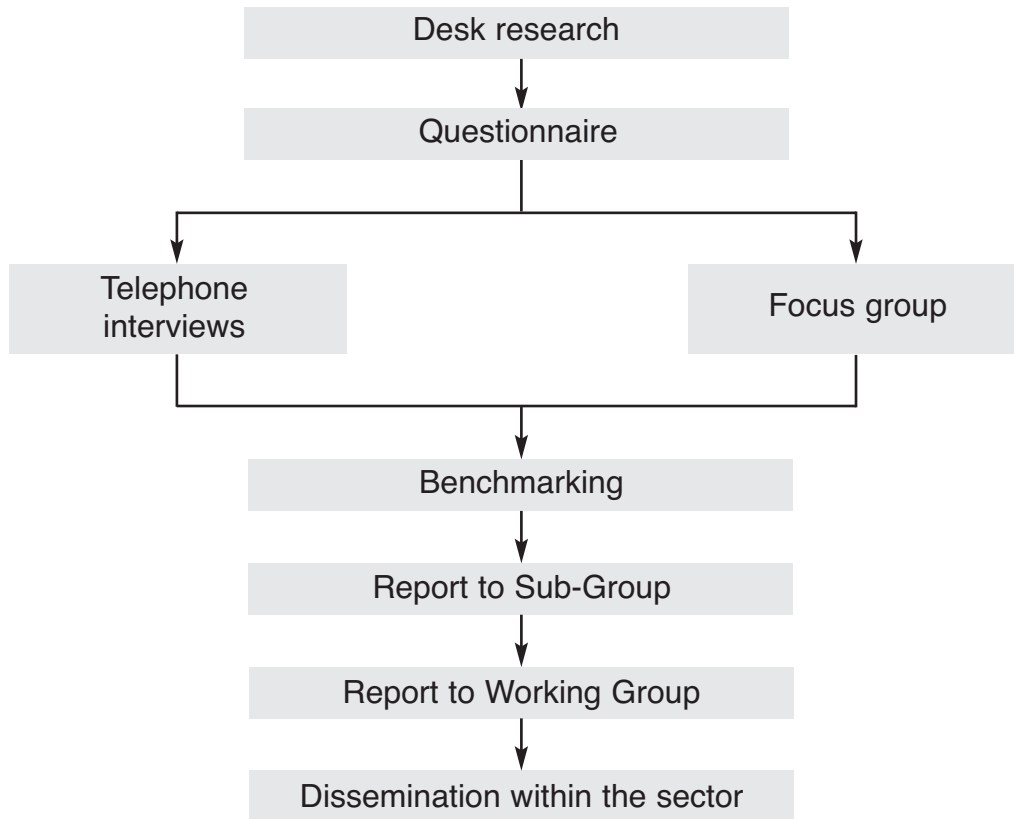 Desk research
Questionnaire
Telephone
interviews
Focus group
Benchmarking
Report to Sub-Group
Report to Working Group
Dissemination within the sector